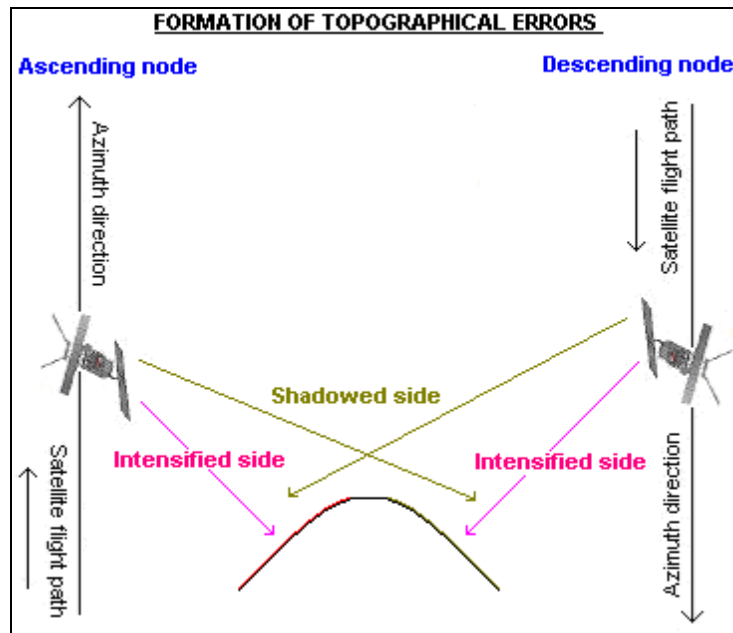 FORMATION OF TOPOGRAPHICAL ERRORS
Ascending node
Descending node
Azimuth direction
Satellite flight path
Shadowed side
Intensified side
Intensified side
Satellite flight path
Azimuth direction